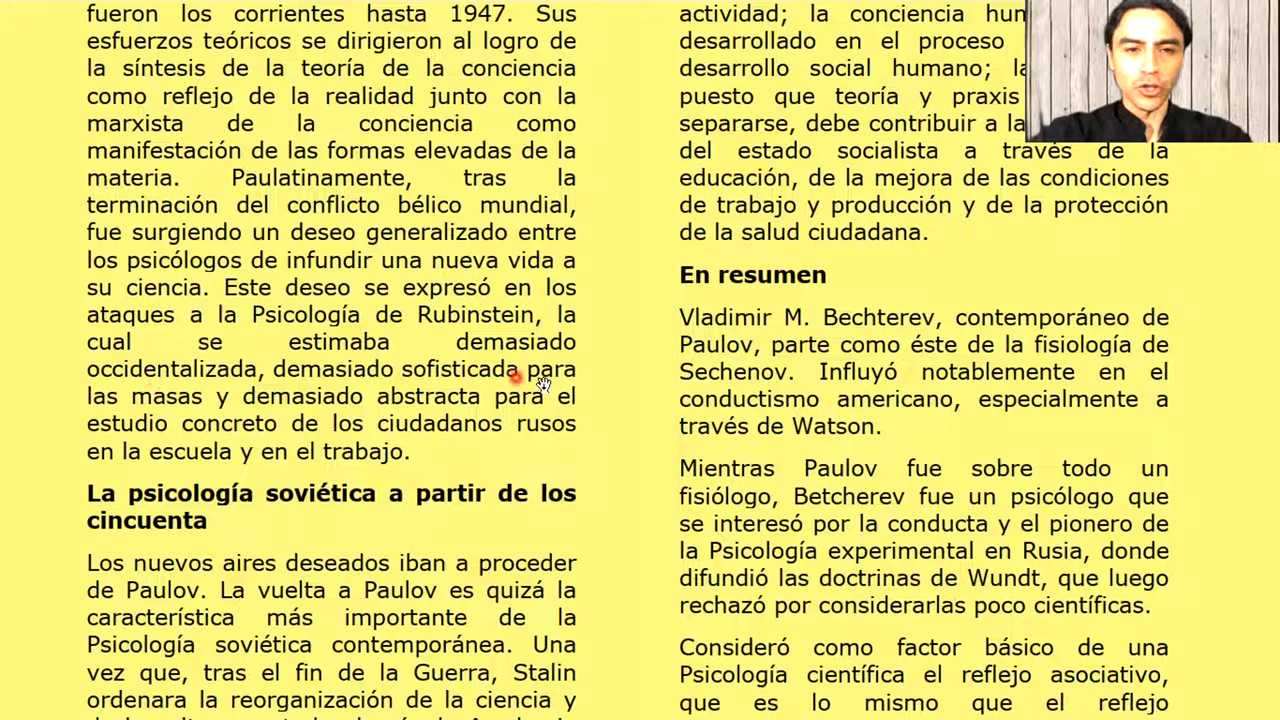 fueron los corrientes hasta 1947. Sus
esfuerzos teóricos se dirigieron al logro de
la síntesis de la teoría de la conciencia
como reflejo de la realidad junto con la
marxista de la conciencia como
manifestación de las formas elevadas de la
materia. Paulatinamente, tras la
terminación del conflicto bélico mundial,
fue surgiendo un deseo generalizado entre
los psicólogos de infundir una nueva vida a
su ciencia. Este deseo se expresó en los
ataques a la Psicología de Rubinstein, la
cual se estimaba demasiado
occidentalizada, demasiado sofisticada para
las masas y demasiado abstracta para el
estudio concreto de los ciudadanos rusos
en la escuela y en el trabajo.
La psicología soviética a partir de los
cincuenta
Los nuevos aires deseados iban a proceder
de Paulov. La vuelta a Paulov es quizá la
característica más importante de la
Psicología soviética contemporánea. Una
vez que, tras el fin de la Guerra, Stalin
ordenara la reorganización de la ciencia y
actividad; la conciencia
desarrollado en el proceso
desarrollo social humano;
puesto que teoría y praxis
separarse, debe contribuir a la
del estado socialista a través de la
educación, de la mejora de las condiciones
de trabajo y producción y de la protección
de la salud ciudadana.
En resumen
Vladimir M. Bechterev, contemporáneo de
Paulov, parte como éste de la fisiología de
Sechenov. Influyó notablemente en el
conductismo americano, especialmente a
través de Watson.
Mientras Paulov fue sobre todo un
fisiólogo, Betcherev fue un psicólogo que
se interesó por la conducta y el pionero de
la Psicología experimental en Rusia, donde
difundió las doctrinas de Wundt, que luego
rechazó por considerarlas poco científicas.
Consideró como factor básico de una
Psicología científica el reflejo asociativo,
que es lo mismo que el reflejo